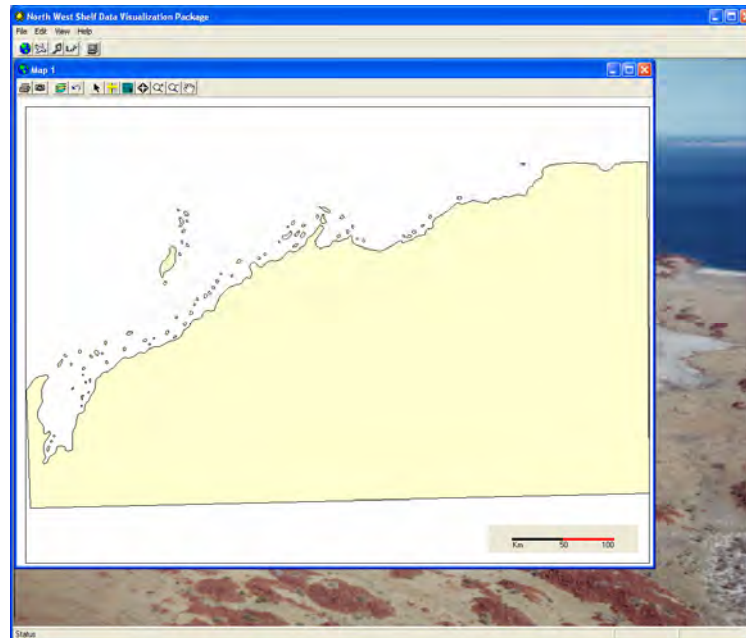 North West Shelf Data Visualization Package
File Edit View Help
Map 1
Km 50 100
Status